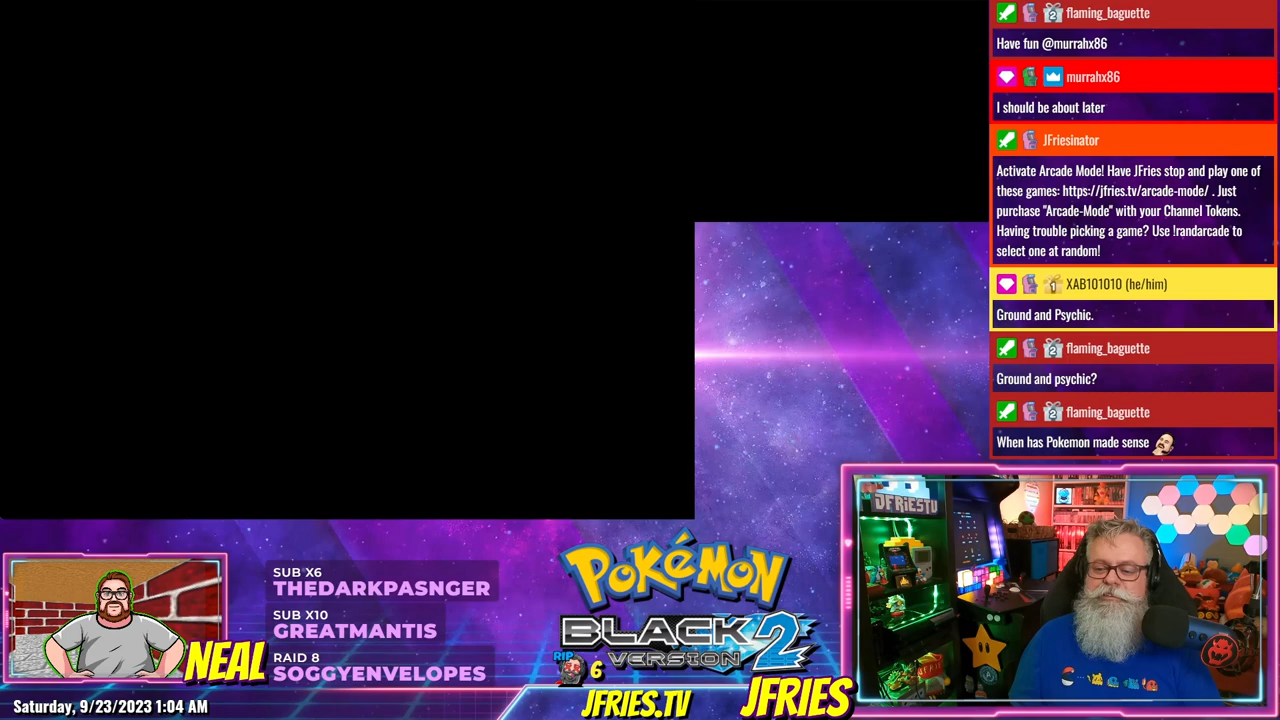 flaming_baguette
Have fun @murrahx86
murrahx86
I should be about later
JFriesinator
Activate Arcade Mode! Have JFries stop and play one of
these games: https://jfries.tv/arcade-mode/ . Just
purchase "Arcade-Mode" with your Channel Tokens.
Having trouble picking a game? Use !randarcade to
select one at random!
XAB101010 (he/him)
Ground and Psychic.
flaming_baguette
Ground and psychic?
flaming_baguette
When has Pokemon made sense
JFRIESTV
SUB X6
THEDARKPASNGER
SUB X10
GREATMANTIS
RAID 8
SOGGYENVELOPES
NEAL
POKéMON
BLACK 2
VERSION
RIP
6
JFRIES.TV
JFRIES
Saturday, 9/23/2023 1:04 AM